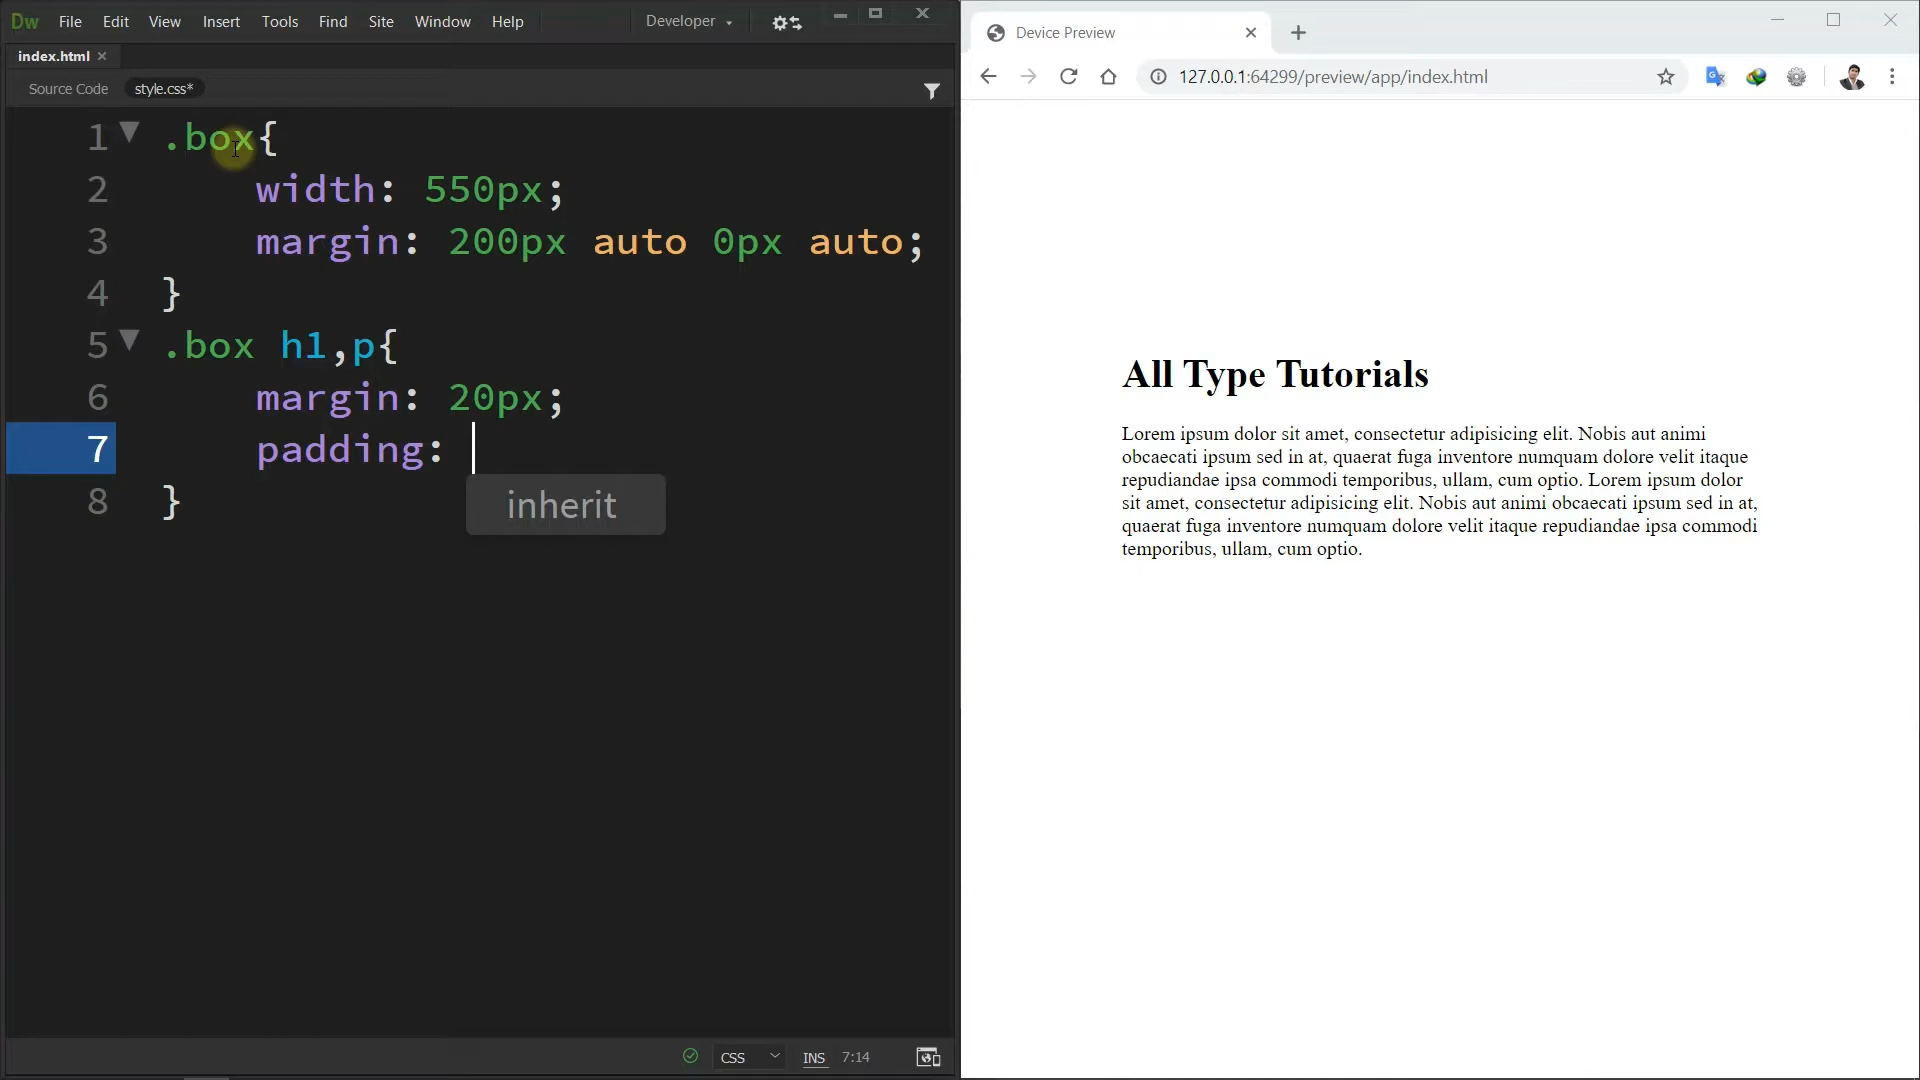 Dw File Edit View Insert Tools Find Site Window Help Developer
index.html
Source Code style.css*
1 .box{
2 width: 550px;
3 margin: 200px auto 0px auto;
4 }
5 .box h1,p{
6 margin: 20px;
7 padding:
inherit
8 }
CSS INS 7:14
Device Preview
127.0.0.1:64299/preview/app/index.html
All Type Tutorials
Lorem ipsum dolor sit amet, consectetur adipisicing elit. Nobis aut animi
obcaecati ipsum sed in at, quaerat fuga inventore numquam dolore velit itaque
repudiandae ipsa commodi temporibus, ullam, cum optio. Lorem ipsum dolor
sit amet, consectetur adipisicing elit. Nobis aut animi obcaecati ipsum sed in at,
quaerat fuga inventore numquam dolore velit itaque repudiandae ipsa commodi
temporibus, ullam, cum optio.